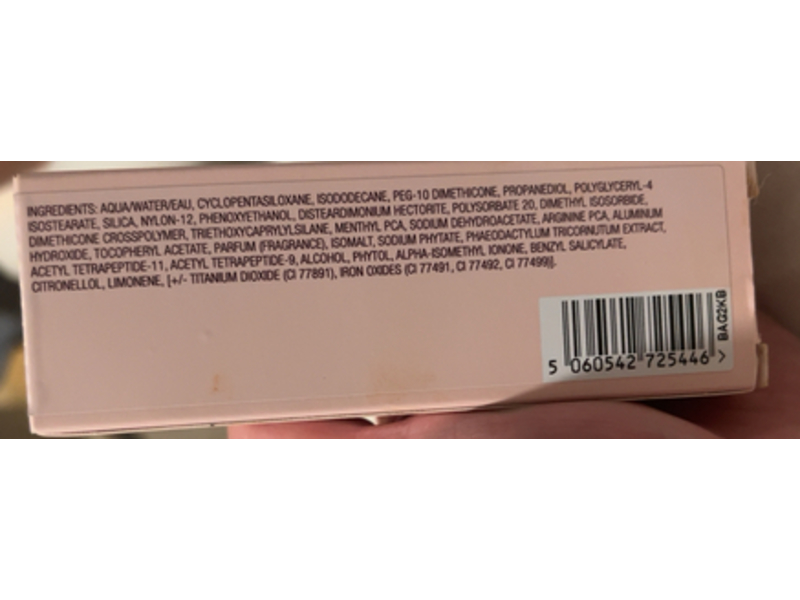 INGREDIENTS: AQUA/WATER/EAU, CYCLOPENTASILOXANE, ISODODECANE, PEG-10 DIMETHICONE, PROPANEDIOL, POLYGLYCERYL-4
ISOSTEARATE, SILICA, NYLON-12, PHENOXYETHANOL, DISTEARDIMONIUM HECTORITE, POLYSORBATE 20, DIMETHYL ISOSORBIDE,
DIMETHICONE CROSSPOLYMER, TRIETHOXYCAPRYLYLSILANE, MENTHYL PCA, SODIUM DEHYDROACETATE, ARGININE PCA, ALUMINUM
HYDROXIDE, TOCOPHERYL ACETATE, PARFUM (FRAGRANCE), ISOMALT, SODIUM PHYTATE, PHAEODACTYLUM TRICORNUTUM EXTRACT,
ACETYL TETRAPEPTIDE-11, ACETYL TETRAPEPTIDE-9, ALCOHOL, PHYTOL, ALPHA-ISOMETHYL IONONE, BENZYL SALICYLATE,
CITRONELLOL, LIMONENE, [+/- TITANIUM DIOXIDE (CI 77891), IRON OXIDES (CI 77491, CI 77492, CI 77499)].
5 060542 725446 >
BAG2KB